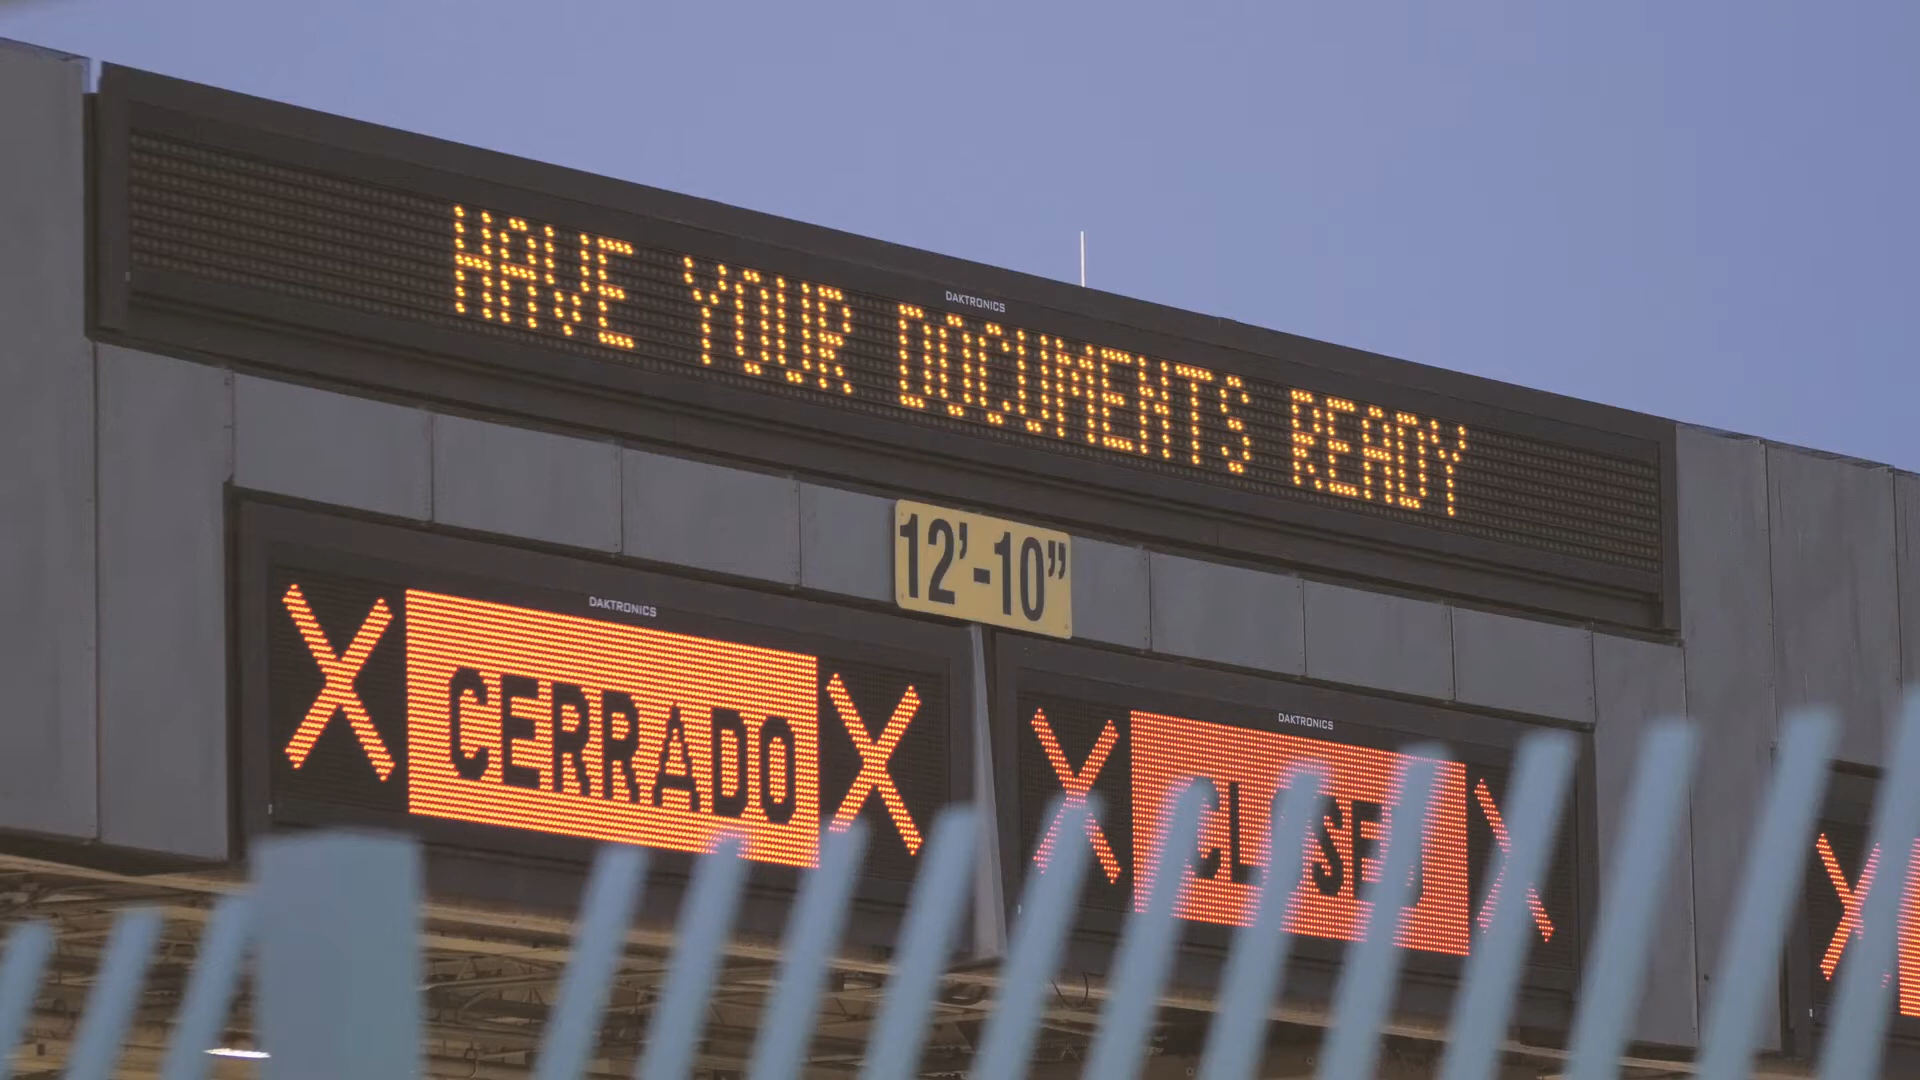 DAKTRONICS
HAVE YOUR DOCUMENTS READY
12'-10"
DAKTRONICS
X CERRADO X
DAKTRONICS
X CLOSED X
X